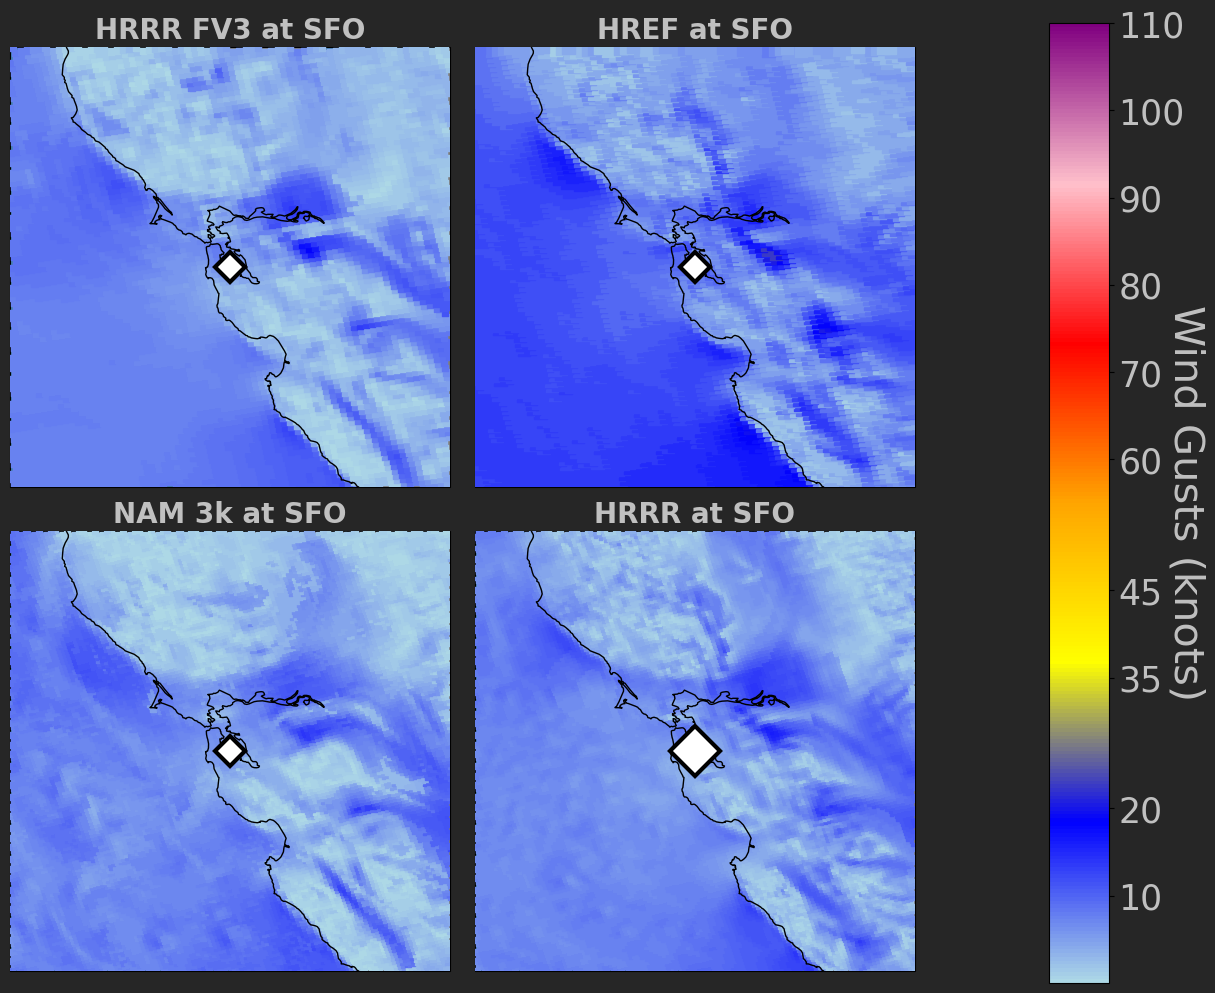 HRRR FV3 at SFO
HREF at SFO
NAM 3k at SFO
HRRR at SFO
110
100
90
80
70
60
45
35
20
10
Wind Gusts (knots)